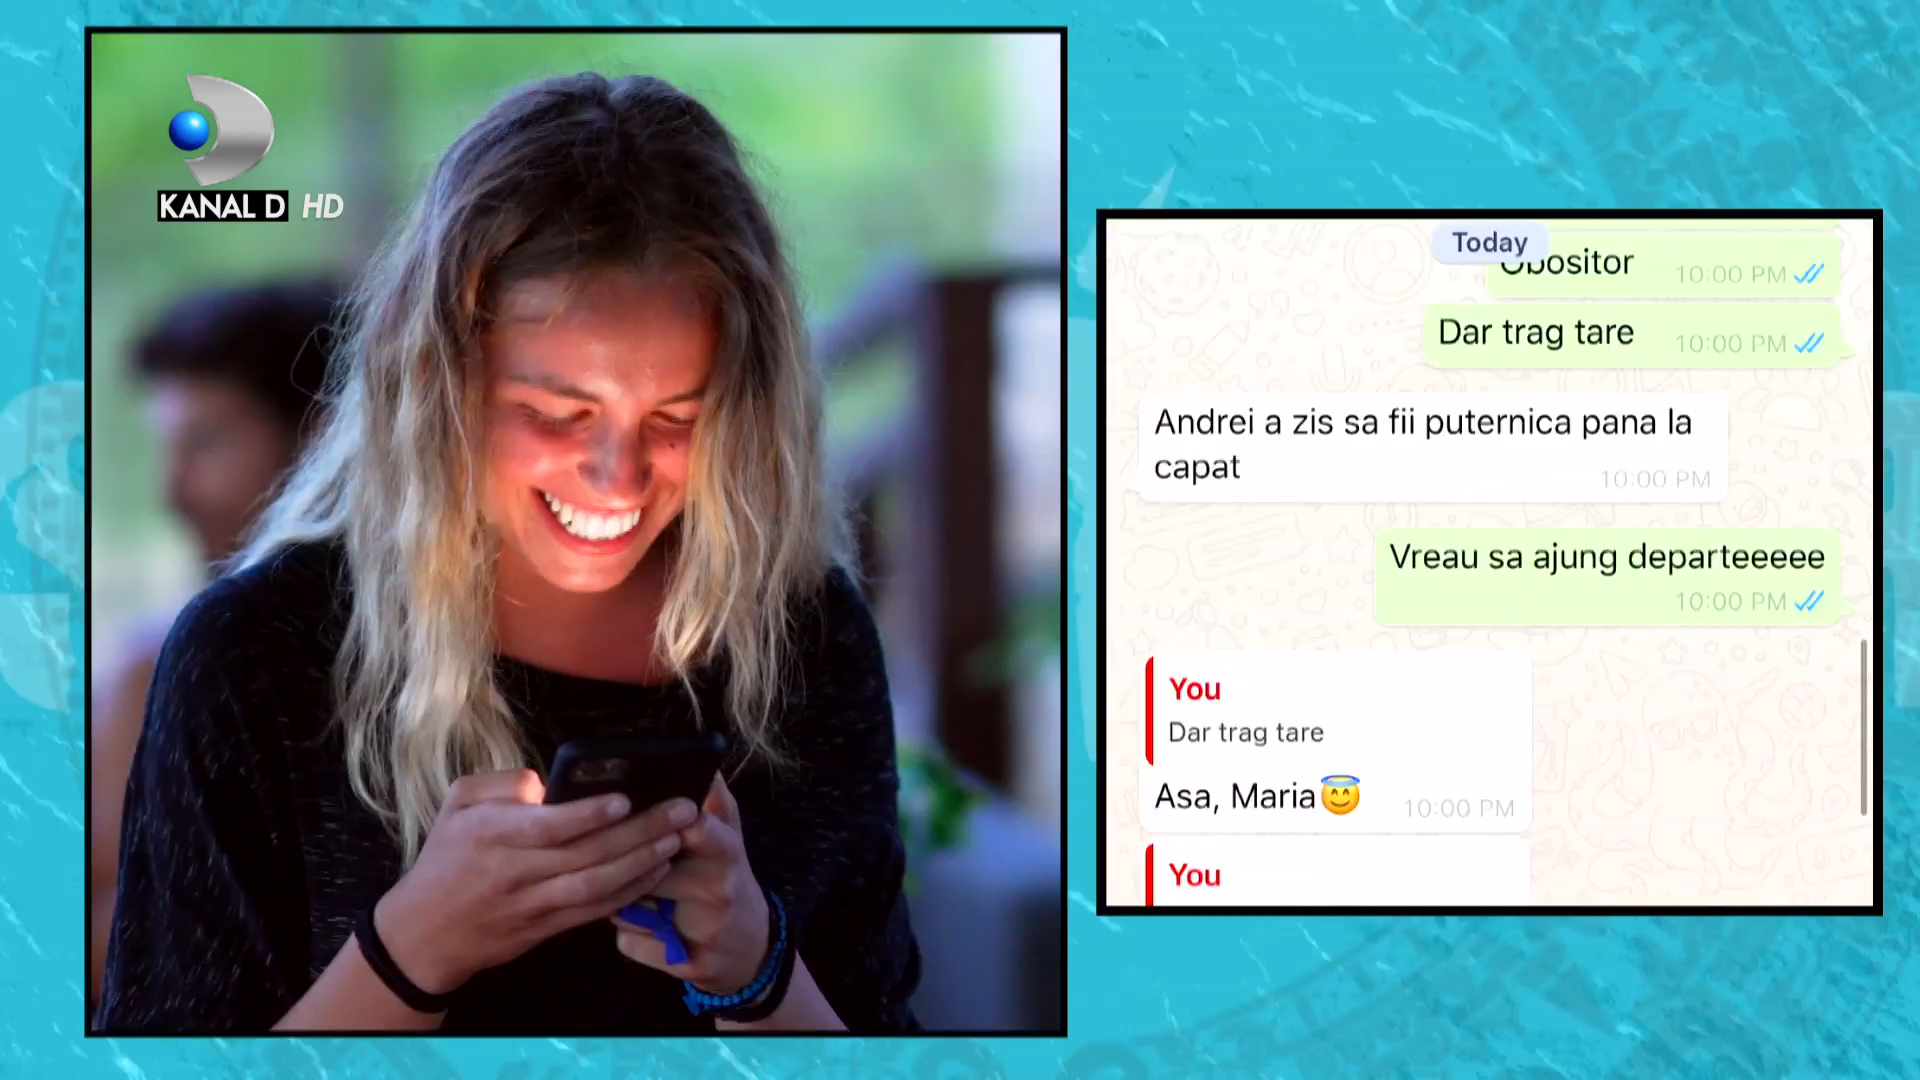 KANAL D HD
Today
Obositor 10:00 PM
Dar trag tare 10:00 PM
Andrei a zis sa fii puternica pana la
capat 10:00 PM
Vreau sa ajung departeeeee
10:00 PM
You
Dar trag tare
Asa, Maria😇 10:00 PM
You